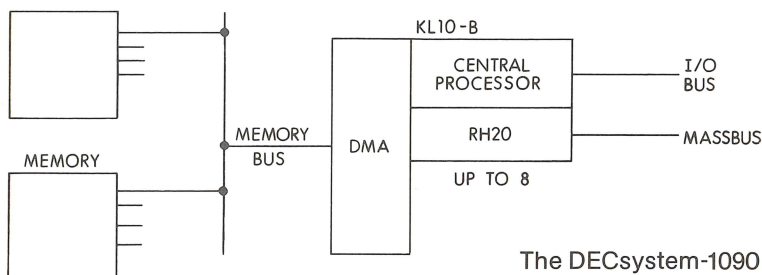 KL10-B
CENTRAL
PROCESSOR
I/O
BUS
MEMORY
BUS
DMA
RH20
MASSBUS
MEMORY
UP TO 8
The DECsystem-1090